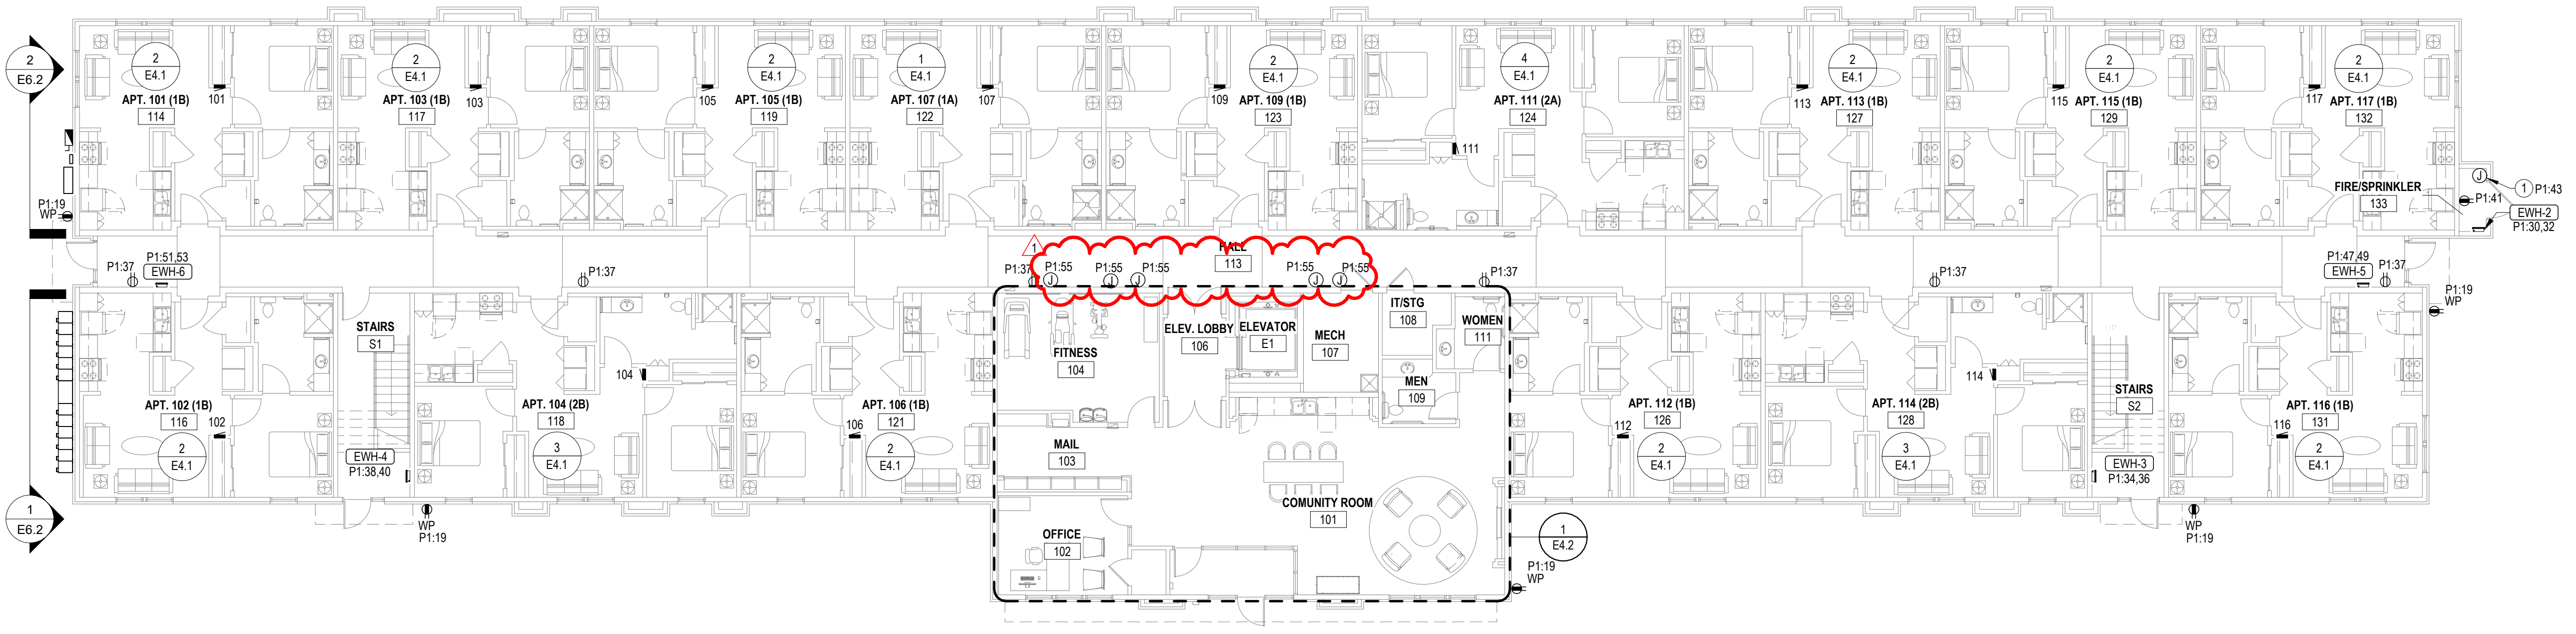 2
E6.2
2
E4.1
APT. 101 (1B)
114
101
2
E4.1
APT. 103 (1B)
117
103
105
2
E4.1
APT. 105 (1B)
119
1
E4.1
APT. 107 (1A)
122
107
109
2
E4.1
APT. 109 (1B)
123
4
E4.1
APT. 111 (2A)
124
111
113
2
E4.1
APT. 113 (1B)
127
115
2
E4.1
APT. 115 (1B)
129
117
2
E4.1
APT. 117 (1B)
132
FIRE/SPRINKLER
133
J
1
P1:43
P1:41
EWH-2
P1:30,32
P1:19
WP
P1:37
P1:51,53
EWH-6
P1:37
1
HALL
113
P1:37
P1:55
J
P1:55
J
P1:55
J
P1:55
J
P1:55
J
P1:37
P1:37
P1:47,49
EWH-5
P1:37
P1:19
WP
STAIRS
S1
FITNESS
104
ELEV. LOBBY
106
ELEVATOR
E1
MECH
107
IT/STG
108
WOMEN
111
MEN
109
UP
STAIRS
S2
APT. 102 (1B)
116
102
2
E4.1
EWH-4
P1:38,40
APT. 104 (2B)
118
104
3
E4.1
106
APT. 106 (1B)
121
2
E4.1
MAIL
103
COMUNITY ROOM
101
OFFICE
102
112
APT. 112 (1B)
126
2
E4.1
APT. 114 (2B)
128
114
3
E4.1
EWH-3
P1:34,36
116
APT. 116 (1B)
131
2
E4.1
1
E6.2
WP
P1:19
1
E4.2
P1:19
WP
WP
P1:19